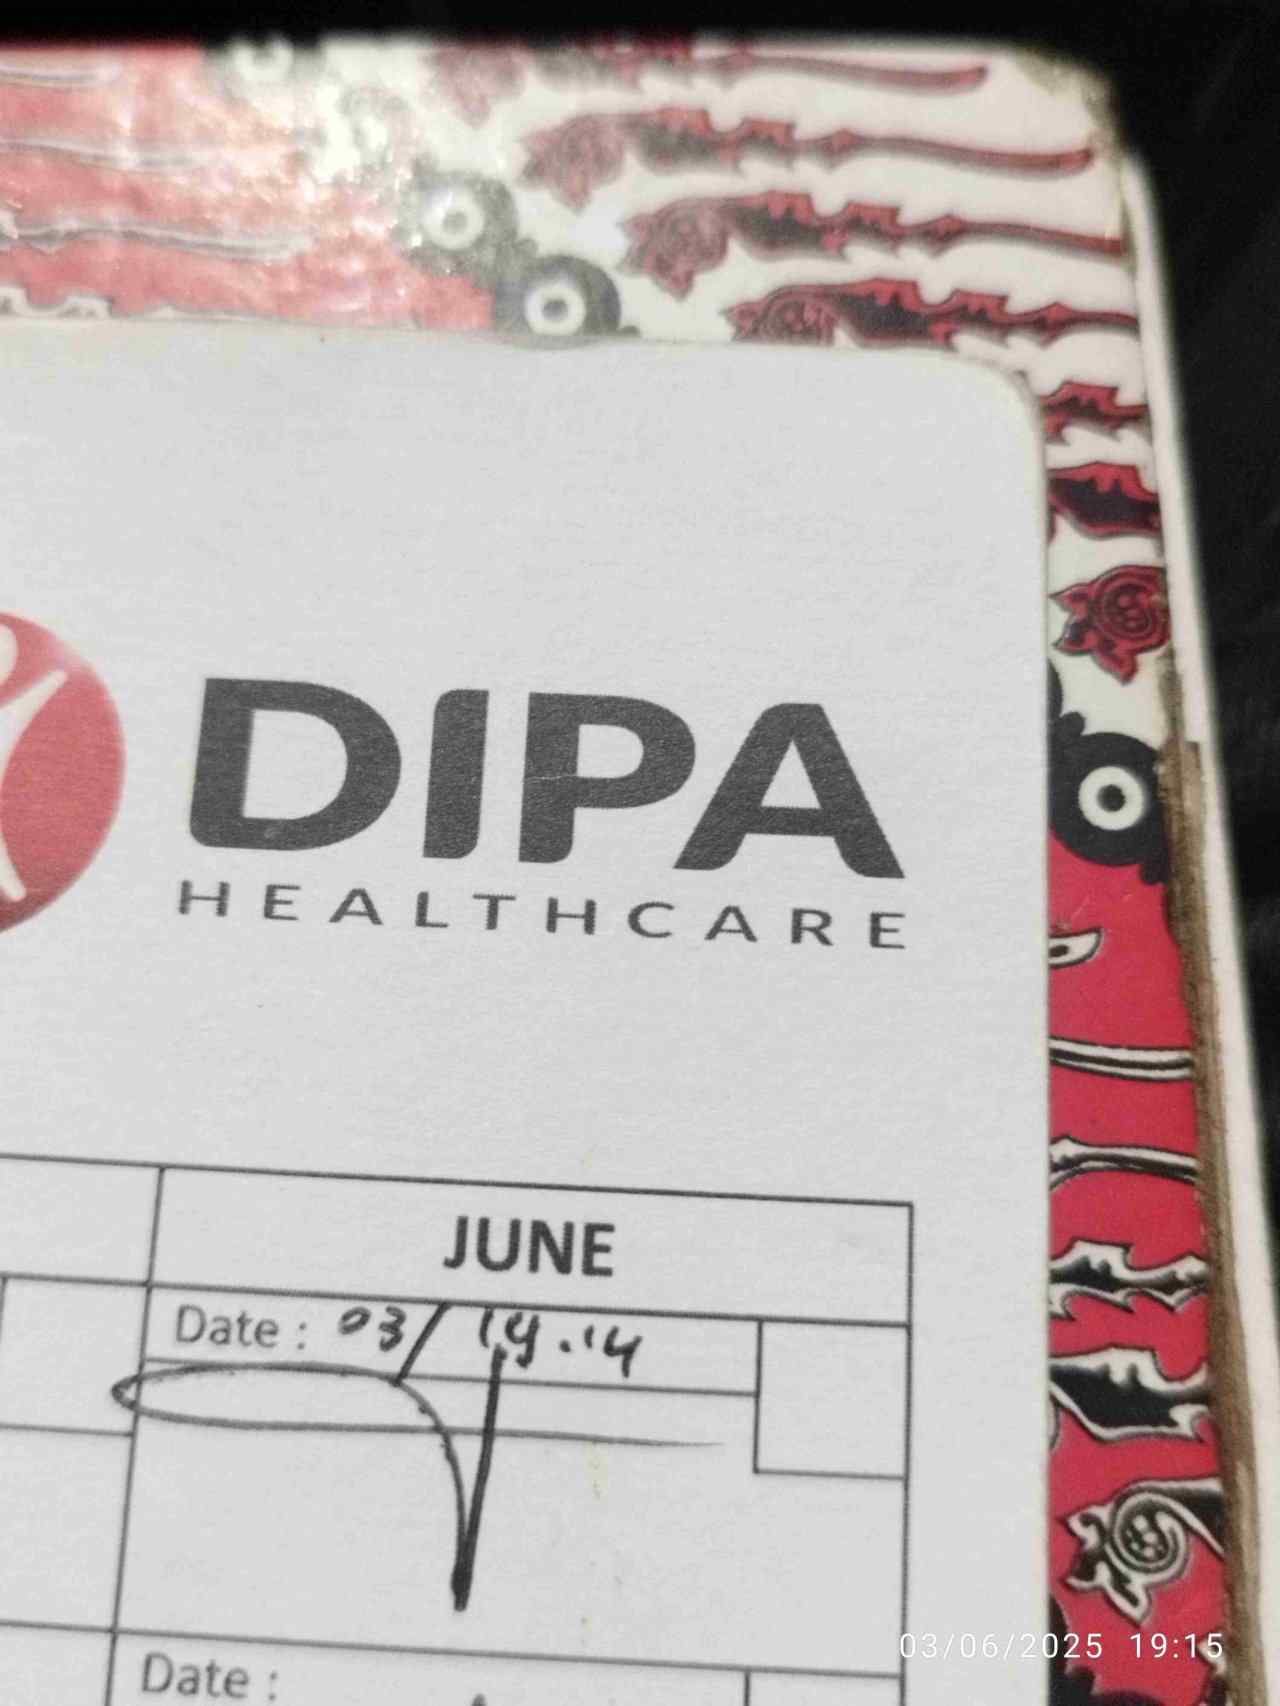 DIPA
HEALTHCARE
JUNE
Date : 03/ 19.14
Date :
03/06/2025 19:15